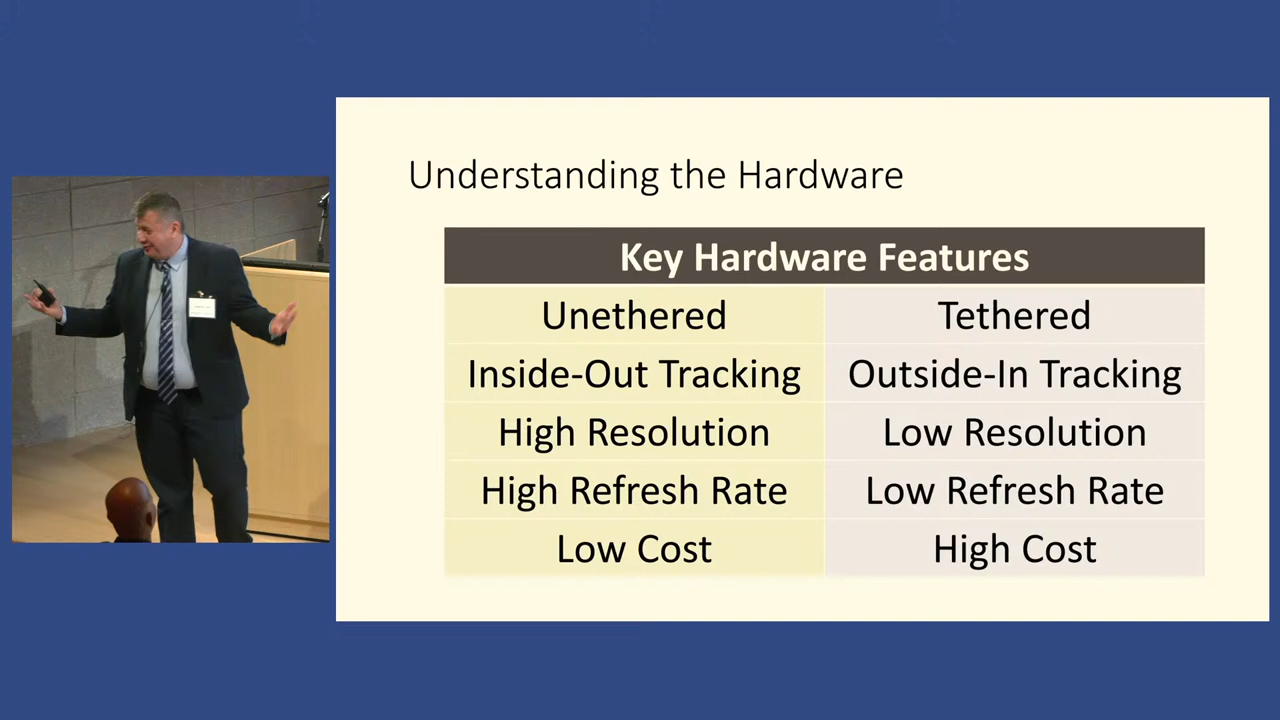 Understanding the Hardware
Key Hardware Features
Unethered Tethered
Inside-Out Tracking Outside-In Tracking
High Resolution Low Resolution
High Refresh Rate Low Refresh Rate
Low Cost High Cost